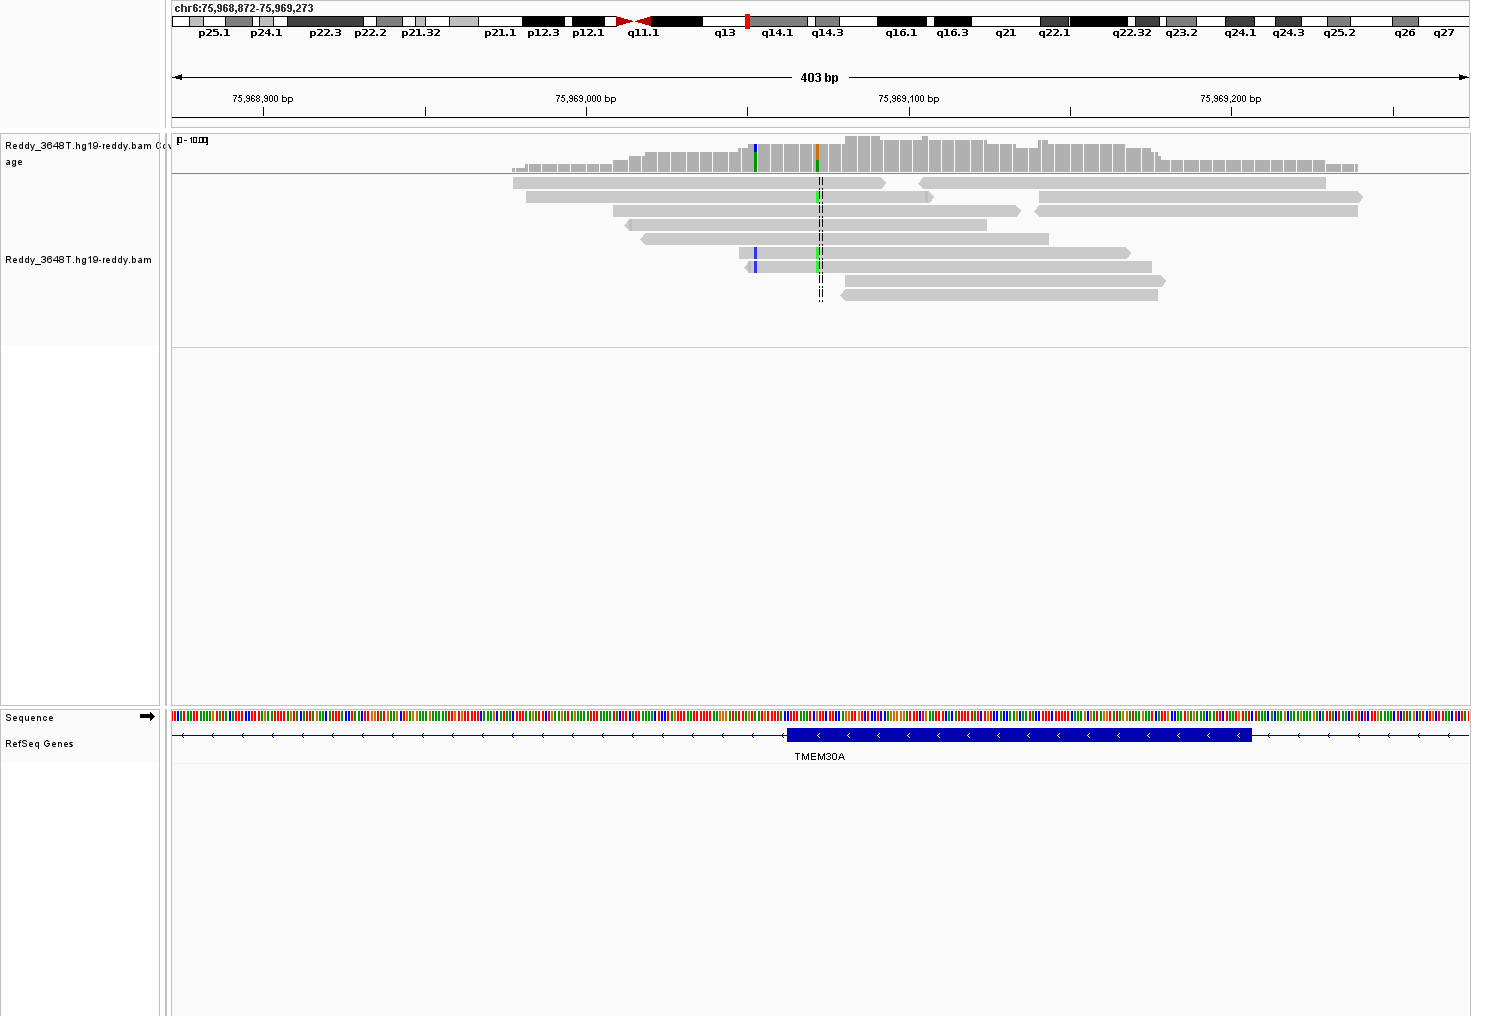 chr6:75,968,872-75,969,273
p25.1 p24.1 p22.3 p22.2 p21.32 p21.1 p12.3 p12.1 q11.1 q13 q14.1 q14.3 q16.1 q16.3 q21 q22.1 q22.32 q23.2 q24.1 q24.3 q25.2 q26 q27
403 bp
75,968,900 bp 75,969,000 bp 75,969,100 bp 75,969,200 bp
Reddy_3648T.hg19-reddy.bam Cov
age
[0 - 10.00]
Reddy_3648T.hg19-reddy.bam
Sequence
RefSeq Genes
TMEM30A